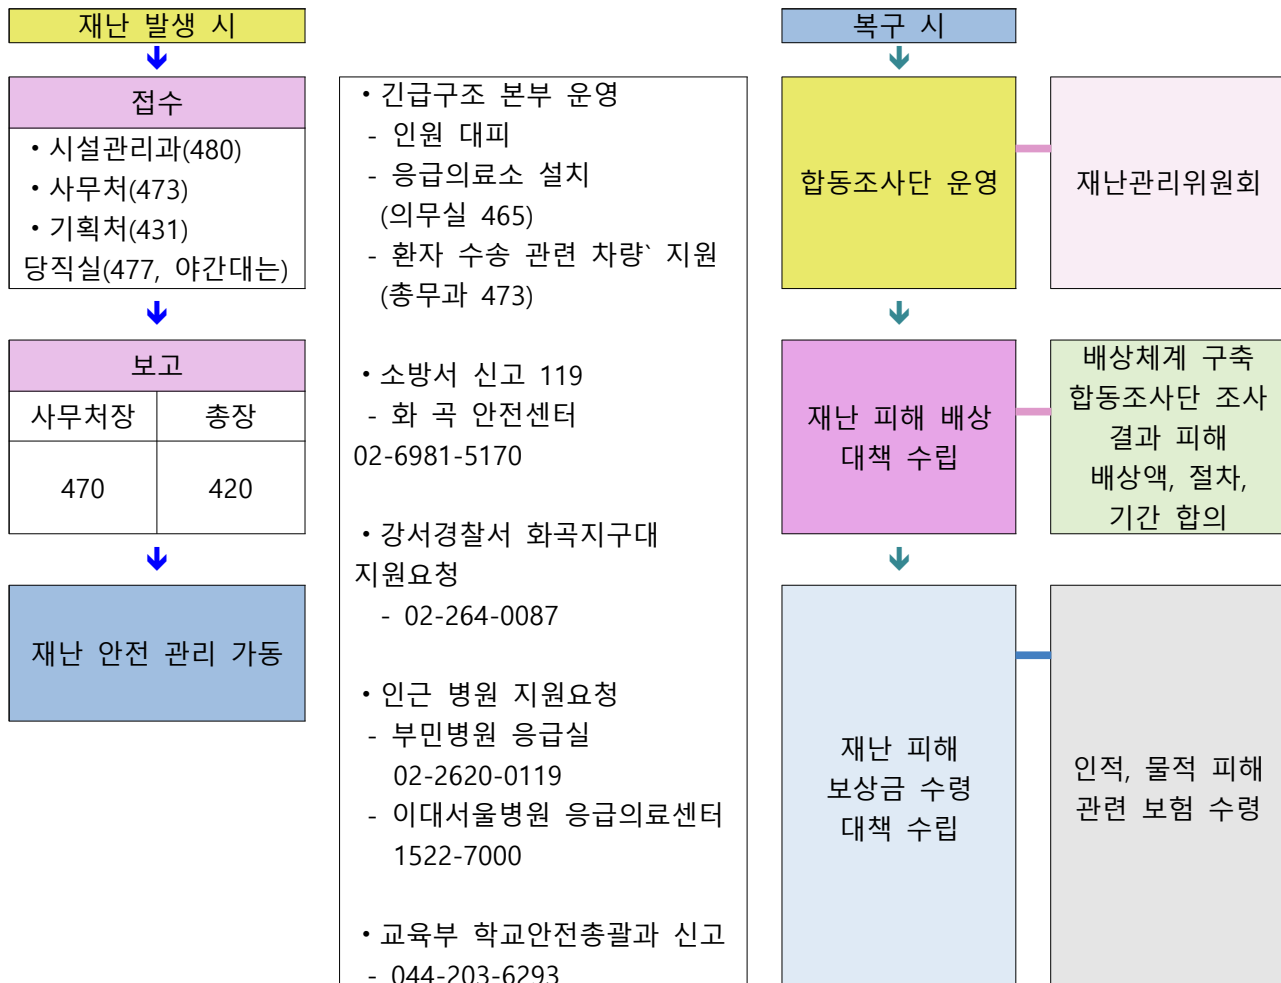 재난 발생 시
접수
・시설관리과(480)
・사무처(473)
・기획처(431)
당직실(477, 야간대는)
보고
사무처장 총장
470 420
재난 안전 관리 가동
・긴급구조 본부 운영
- 인원 대피
- 응급의료소 설치
(의무실 465)
- 환자 수송 관련 차량` 지원
(총무과 473)
・소방서 신고 119
- 화 곡 안전센터
02-6981-5170
・강서경찰서 화곡지구대
지원요청
- 02-264-0087
・인근 병원 지원요청
- 부민병원 응급실
02-2620-0119
- 이대서울병원 응급의료센터
1522-7000
・교육부 학교안전총괄과 신고
- 044-203-6293
복구 시
합동조사단 운영
재난관리위원회
재난 피해 배상
대책 수립
배상체계 구축
합동조사단 조사
결과 피해
배상액, 절차,
기간 합의
재난 피해
보상금 수령
대책 수립
인적, 물적 피해
관련 보험 수령